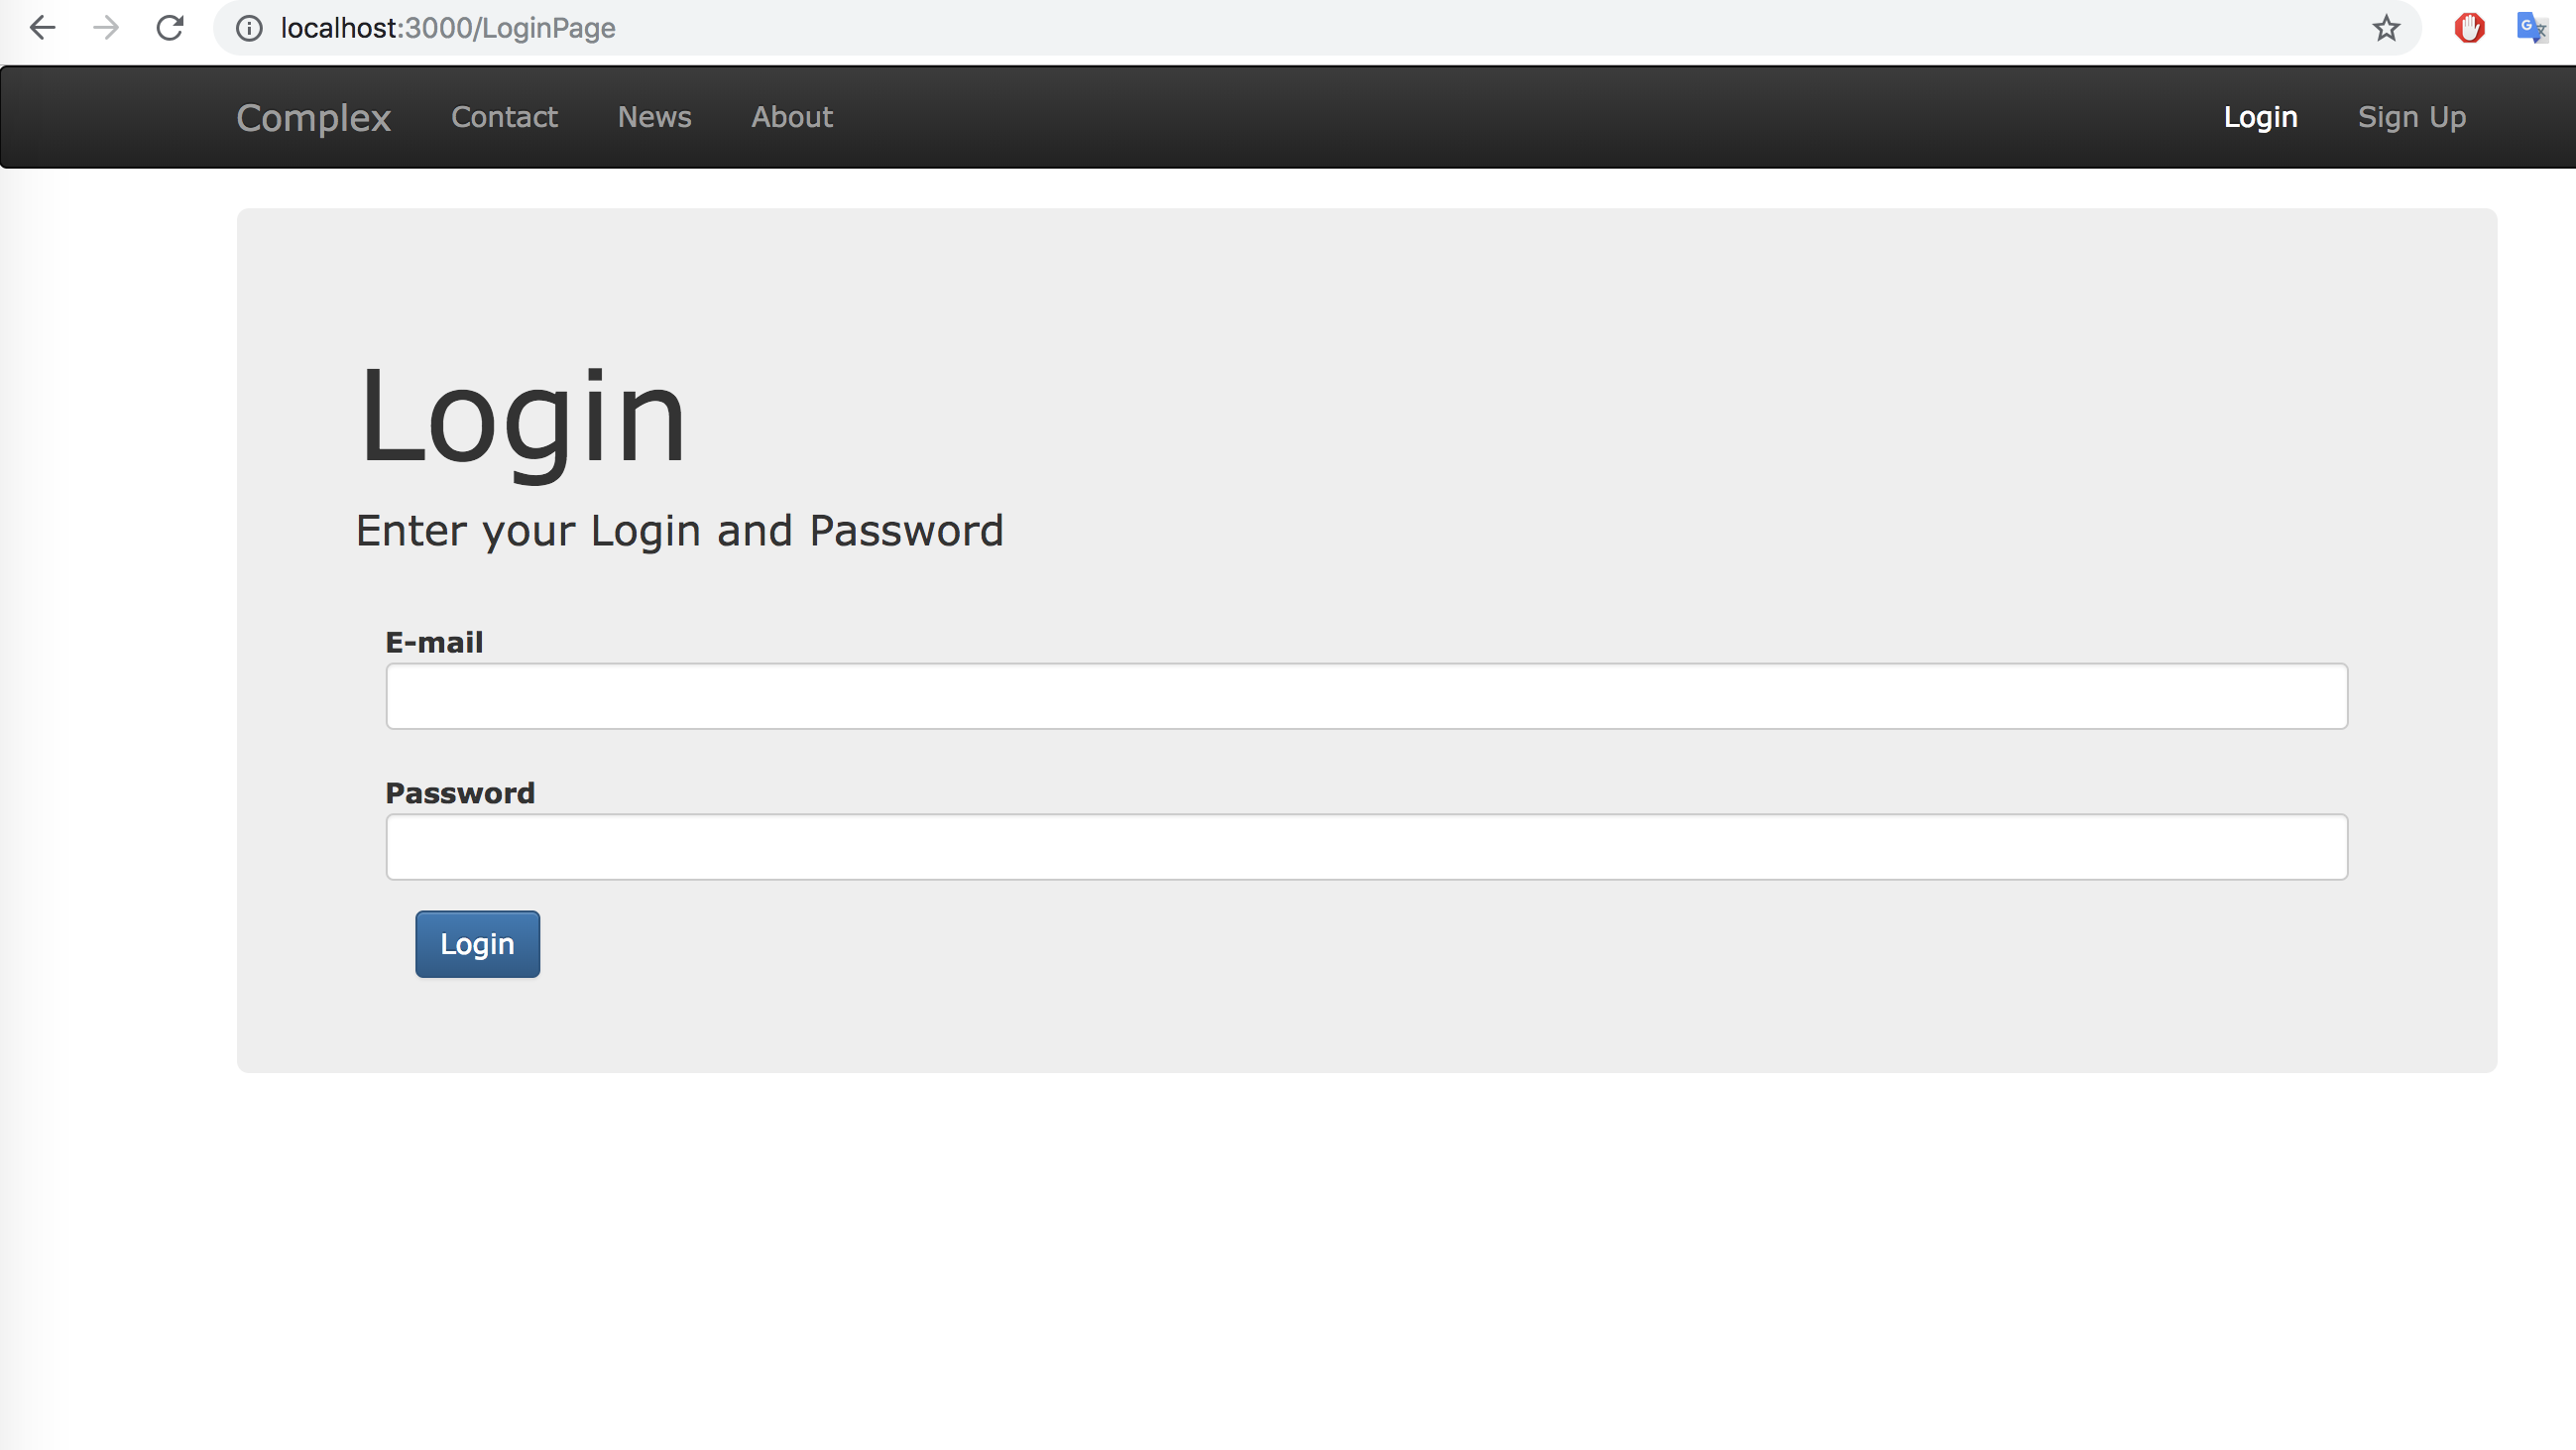 localhost:3000/LoginPage
Complex Contact News About Login Sign Up
Login
Enter your Login and Password
E-mail
Password
Login